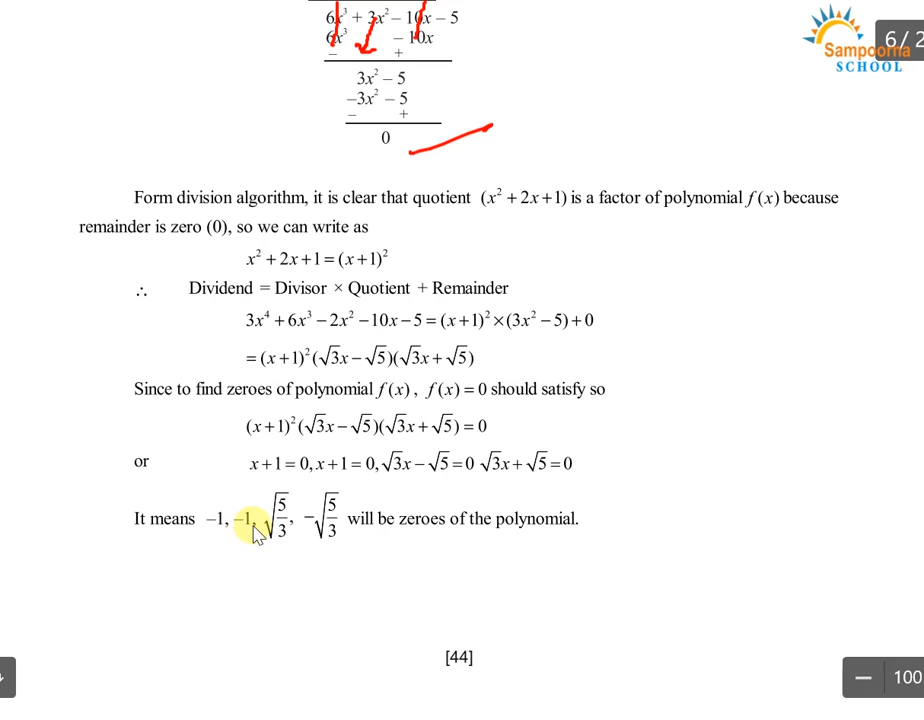 6x³ + 3x² − 10x − 5
6x³ − 10x
− +
3x² − 5
−3x² − 5
− +
0
6 / 2
Sampoorna
SCHOOL
Form division algorithm, it is clear that quotient (x² + 2x + 1) is a factor of polynomial f(x) because
remainder is zero (0), so we can write as
x² + 2x + 1 = (x + 1)²
∴ Dividend = Divisor × Quotient + Remainder
3x⁴ + 6x³ − 2x² − 10x − 5 = (x + 1)² × (3x² − 5) + 0
= (x + 1)² (√3x − √5)(√3x + √5)
Since to find zeroes of polynomial f(x), f(x) = 0 should satisfy so
(x + 1)² (√3x − √5)(√3x + √5) = 0
or x + 1 = 0, x + 1 = 0, √3x − √5 = 0 √3x + √5 = 0
It means −1, −1, √(5/3), −√(5/3) will be zeroes of the polynomial.
[44]
100